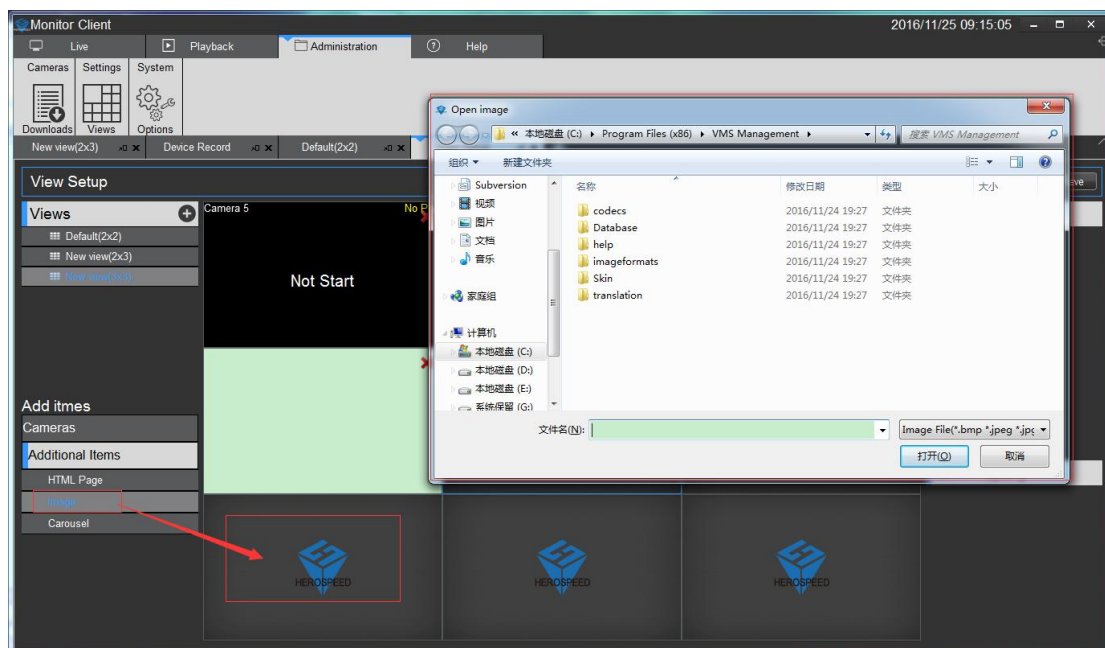 Monitor Client 2016/11/25 09:15:05
Live Playback Administration Help
Cameras Settings System
Downloads Views Options
New view(2x3) Device Record Default(2x2)
View Setup
Views
Default(2x2)
New view(2x3)
New view(3x3)
Camera 5 No P
Not Start
Add itmes
Cameras
Additional Items
HTML Page
Image
Carousel
HEROSPEED HEROSPEED HEROSPEED
Open image
« 本地磁盘 (C:) Program Files (x86) VMS Management 搜索 VMS Management
组织 新建文件夹
名称 修改日期 类型 大小
Subversion
视频
图片
文档
音乐
家庭组
计算机
本地磁盘 (C:)
本地磁盘 (D:)
本地磁盘 (E:)
系统保留 (G:)
codecs 2016/11/24 19:27 文件夹
Database 2016/11/24 19:27 文件夹
help 2016/11/24 19:27 文件夹
imageformats 2016/11/24 19:27 文件夹
Skin 2016/11/24 19:27 文件夹
translation 2016/11/24 19:27 文件夹
文件名(N): Image File(*.bmp *.jpeg *.jpg
打开(O) 取消